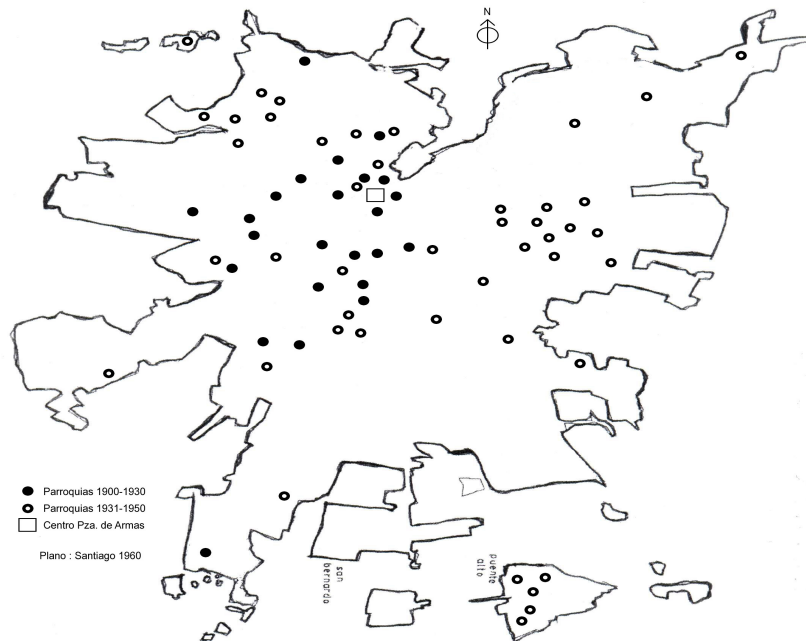 N
Parroquias 1900-1930
Parroquias 1931-1950
Centro Pza. de Armas
Plano : Santiago 1960
san
bernardo
puente
alto